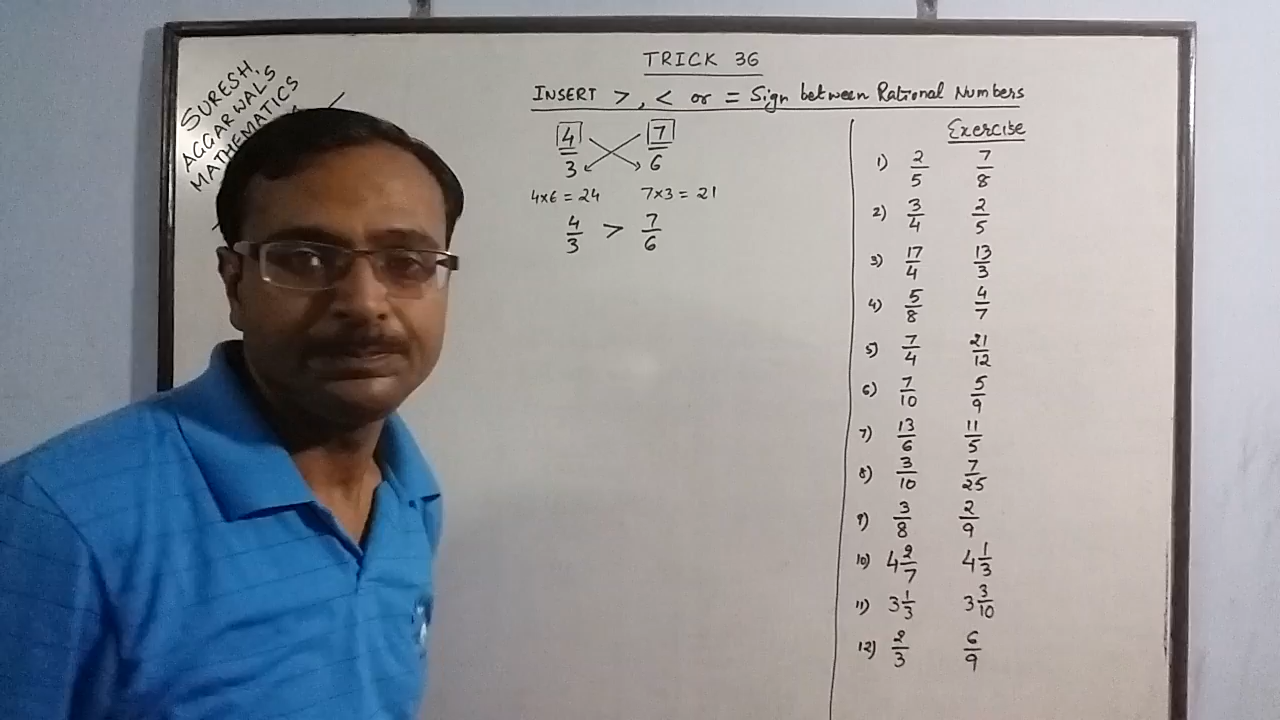 SURESH
AGGARWAL'S
MATHEMATICS
TRICK 36
INSERT >, < or = Sign between Rational Numbers
4/3 7/6
4×6 = 24 7×3 = 21
4/3 > 7/6
Exercise
1) 2/5 7/8
2) 3/4 2/5
3) 17/4 13/3
4) 5/8 4/7
5) 7/4 21/12
6) 7/10 5/9
7) 13/6 11/5
8) 3/10 7/25
9) 3/8 2/9
10) 4 2/7 4 1/3
11) 3 1/3 3 3/10
12) 2/3 6/9